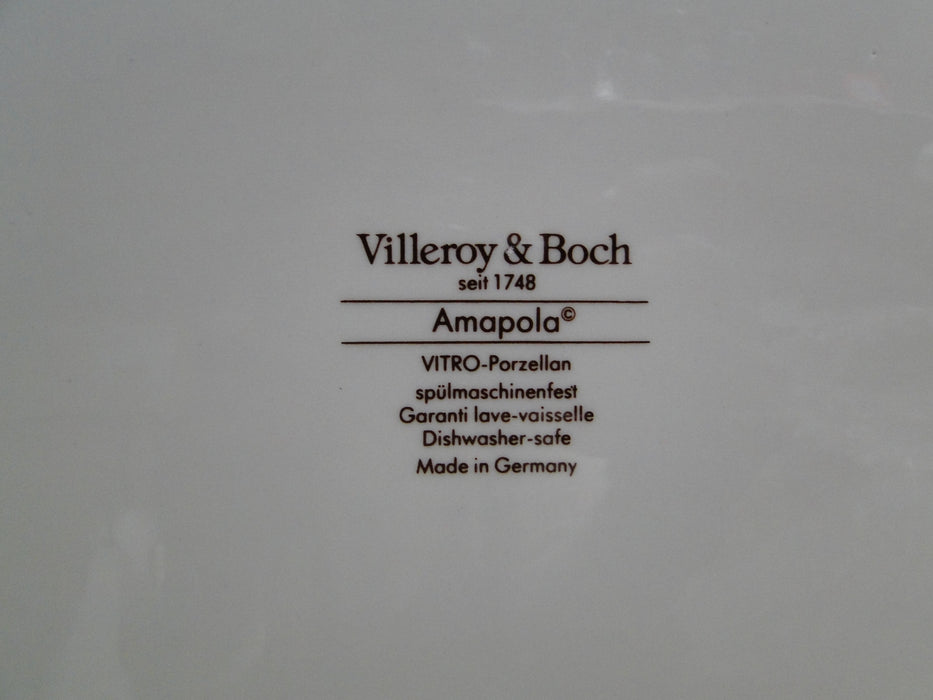 Villeroy & Boch
seit 1748
Amapola©
VITRO-Porzellan
spülmaschinenfest
Garanti lave-vaisselle
Dishwasher-safe
Made in Germany